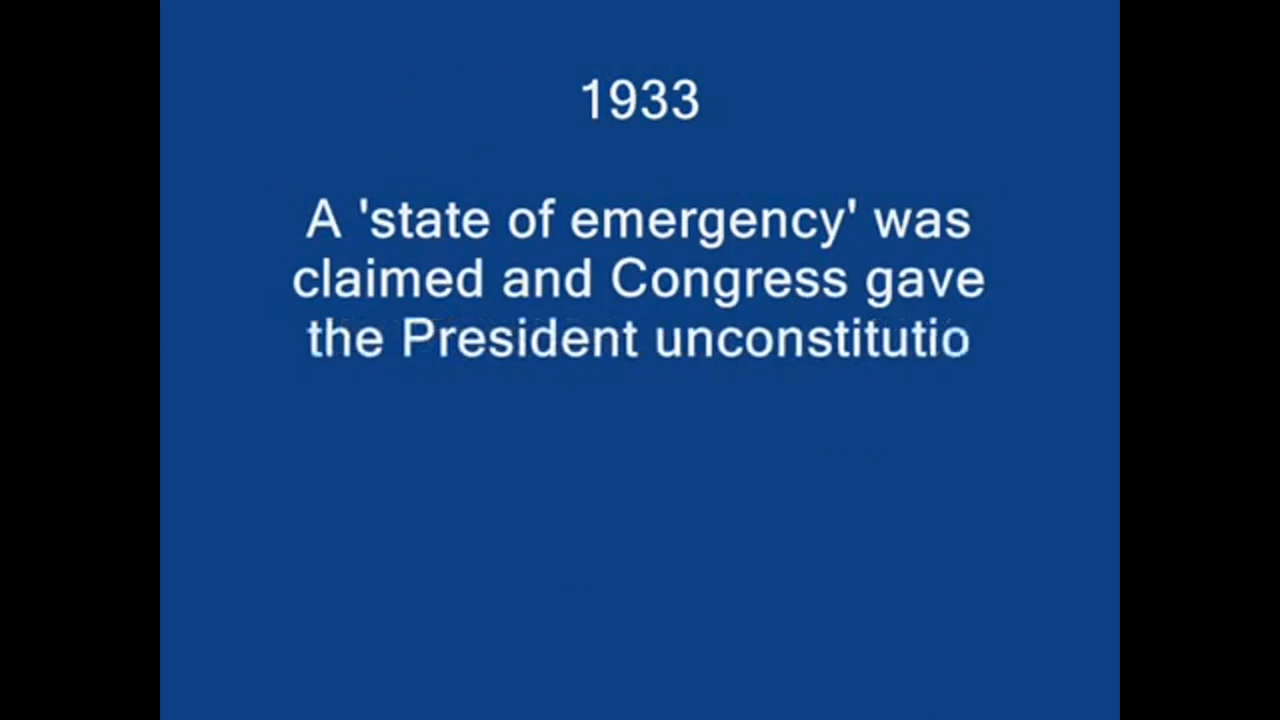 1933
A 'state of emergency' was
claimed and Congress gave
the President unconstitutio